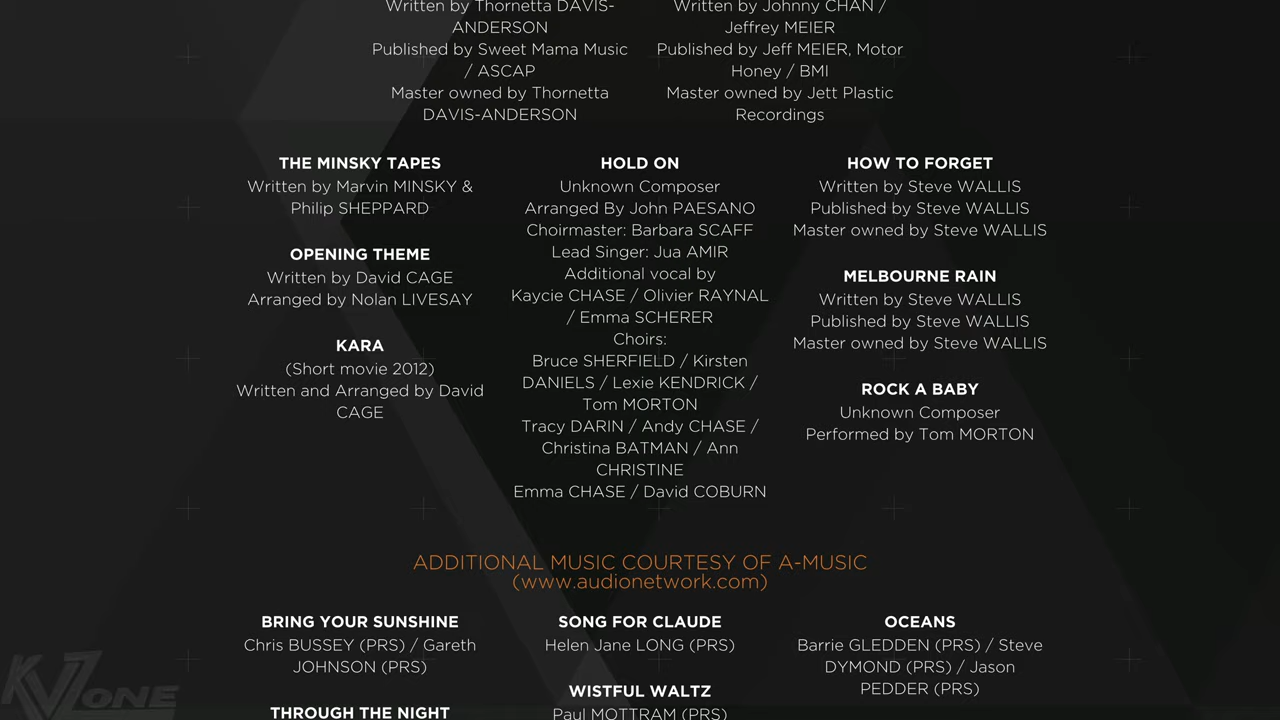 Written by Thornetta DAVIS-
ANDERSON
Published by Sweet Mama Music
/ ASCAP
Master owned by Thornetta
DAVIS-ANDERSON
Written by Johnny CHAN /
Jeffrey MEIER
Published by Jeff MEIER, Motor
Honey / BMI
Master owned by Jett Plastic
Recordings
THE MINSKY TAPES
Written by Marvin MINSKY &
Philip SHEPPARD
OPENING THEME
Written by David CAGE
Arranged by Nolan LIVESAY
KARA
(Short movie 2012)
Written and Arranged by David
CAGE
HOLD ON
Unknown Composer
Arranged By John PAESANO
Choirmaster: Barbara SCAFF
Lead Singer: Jua AMIR
Additional vocal by
Kaycie CHASE / Olivier RAYNAL
/ Emma SCHERER
Choirs:
Bruce SHERFIELD / Kirsten
DANIELS / Lexie KENDRICK /
Tom MORTON
Tracy DARIN / Andy CHASE /
Christina BATMAN / Ann
CHRISTINE
Emma CHASE / David COBURN
HOW TO FORGET
Written by Steve WALLIS
Published by Steve WALLIS
Master owned by Steve WALLIS
MELBOURNE RAIN
Written by Steve WALLIS
Published by Steve WALLIS
Master owned by Steve WALLIS
ROCK A BABY
Unknown Composer
Performed by Tom MORTON
ADDITIONAL MUSIC COURTESY OF A-MUSIC
(www.audionetwork.com)
BRING YOUR SUNSHINE
Chris BUSSEY (PRS) / Gareth
JOHNSON (PRS)
THROUGH THE NIGHT
SONG FOR CLAUDE
Helen Jane LONG (PRS)
WISTFUL WALTZ
Paul MOTTRAM (PRS)
OCEANS
Barrie GLEDDEN (PRS) / Steve
DYMOND (PRS) / Jason
PEDDER (PRS)
KVZONE